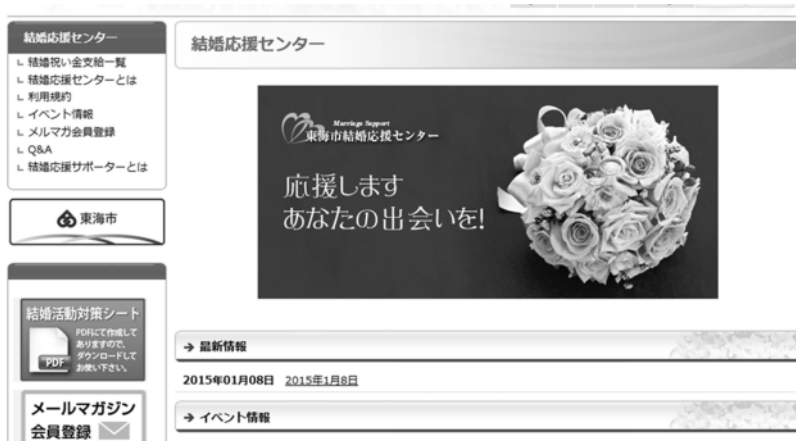 結婚応援センター
∟ 結婚祝い金支給一覧
∟ 結婚応援センターとは
∟ 利用規約
∟ イベント情報
∟ メルマガ会員登録
∟ Q&A
∟ 結婚応援サポーターとは
東海市
結婚活動対策シート
PDFにて作成して
ありますので、
ダウンロードして
お使い下さい。
PDF
メールマガジン
会員登録
結婚応援センター
Marriage Support
東海市結婚応援センター
応援します
あなたの出会いを!
→ 最新情報
2015年01月08日 2015年1月8日
→ イベント情報